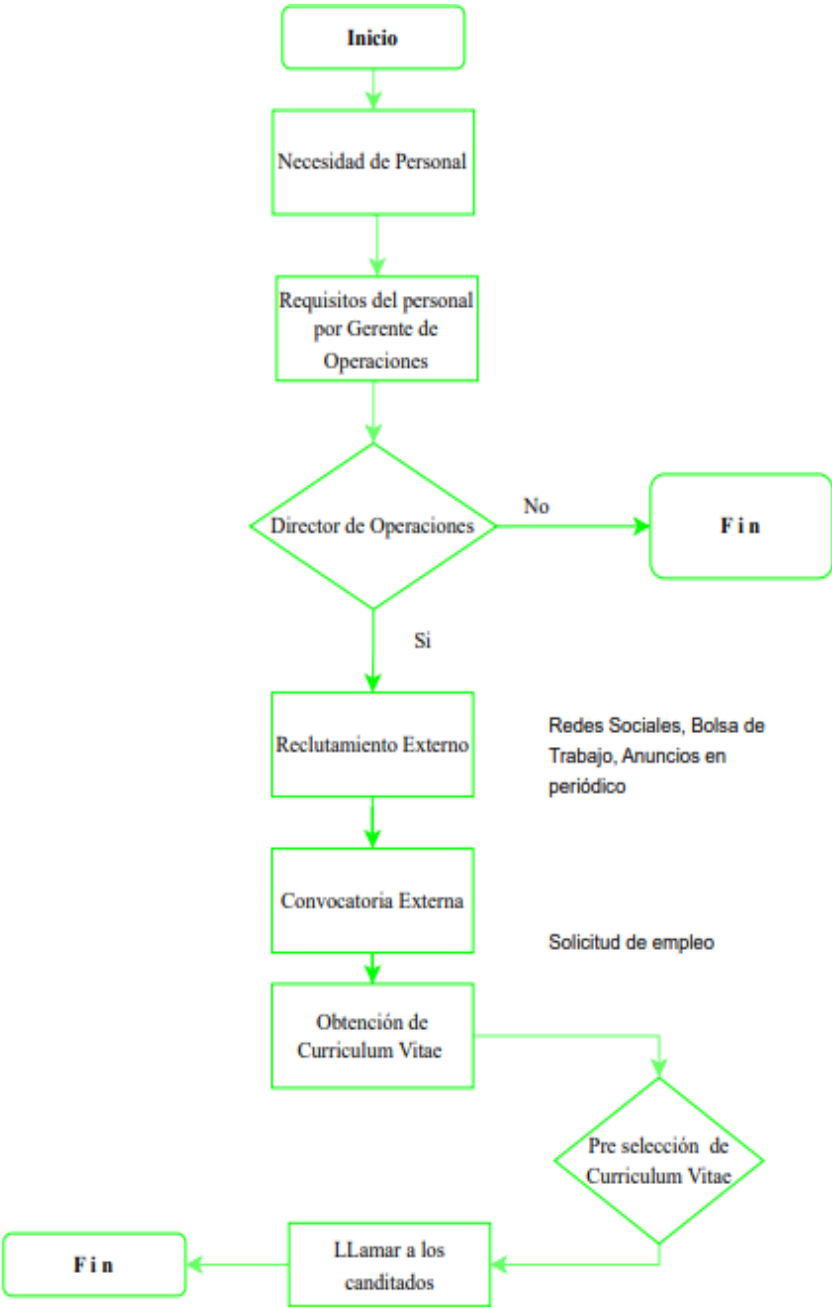 Inicio
Necesidad de Personal
Requisitos del personal
por Gerente de
Operaciones
Director de Operaciones
No
F i n
Si
Reclutamiento Externo
Redes Sociales, Bolsa de
Trabajo, Anuncios en
periódico
Convocatoria Externa
Solicitud de empleo
Obtención de
Curriculum Vitae
Pre selección de
Curriculum Vitae
LLamar a los
canditados
F i n